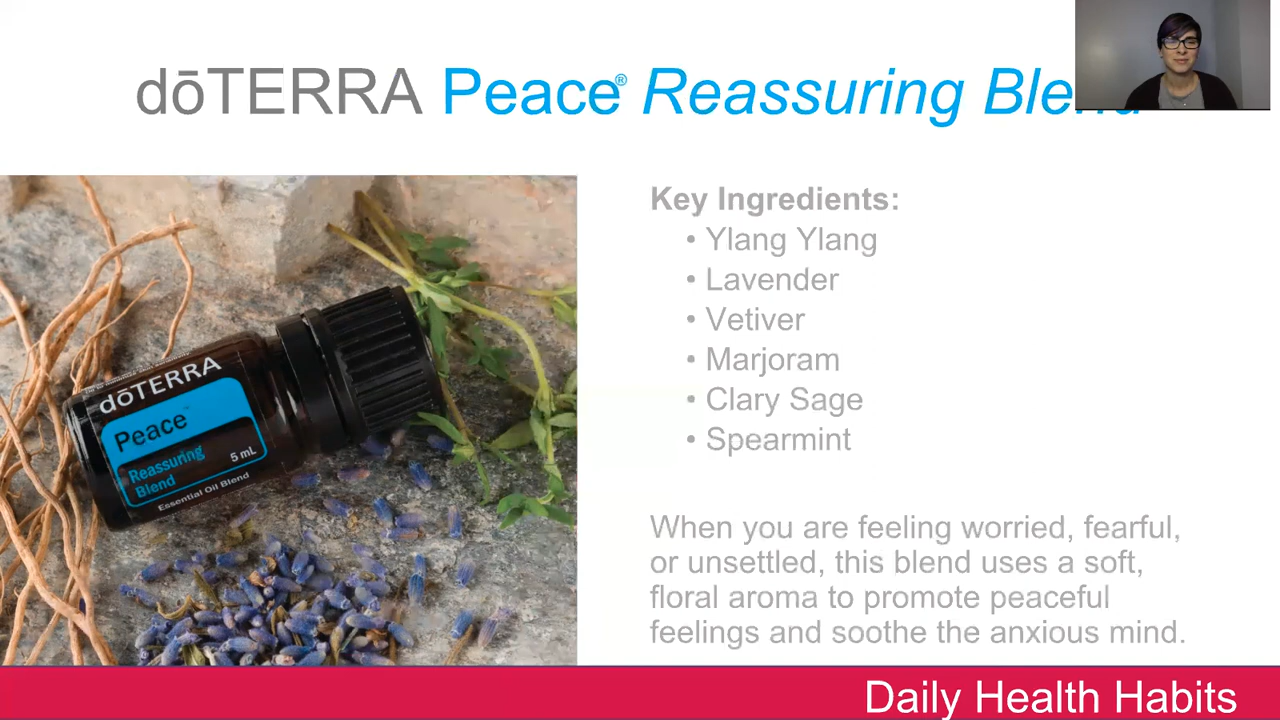 dōTERRA Peace® Reassuring Blend
Key Ingredients:
• Ylang Ylang
• Lavender
• Vetiver
• Marjoram
• Clary Sage
• Spearmint
When you are feeling worried, fearful,
or unsettled, this blend uses a soft,
floral aroma to promote peaceful
feelings and soothe the anxious mind.
dōTERRA
Peace™
Reassuring
Blend
5 mL
Essential Oil Blend
Daily Health Habits